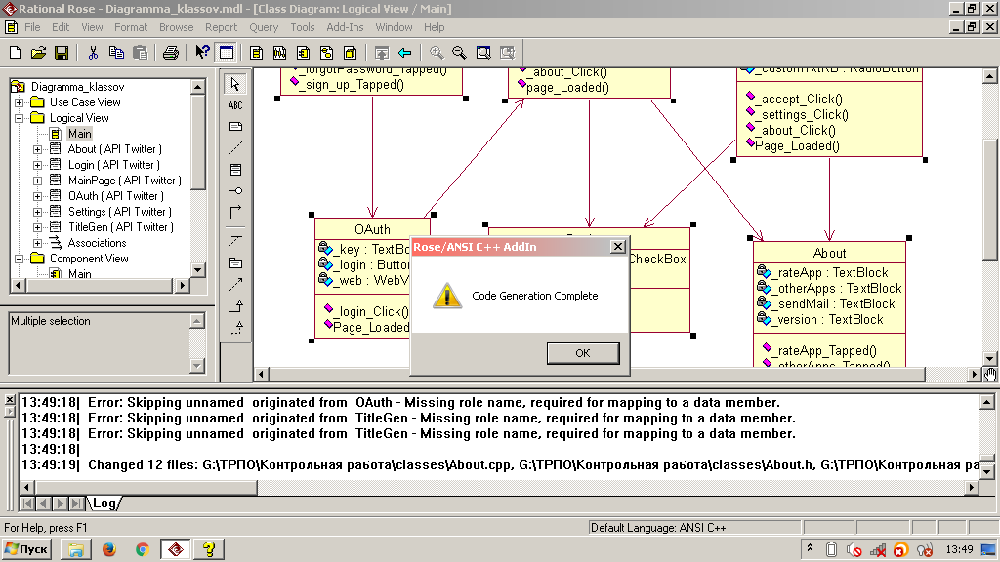 Rational Rose - Diagramma_klassov.mdl - [Class Diagram: Logical View / Main]
File Edit View Format Browse Report Query Tools Add-Ins Window Help
Diagramma_klassov
Use Case View
Logical View
Main
About ( API Twitter )
Login ( API Twitter )
MainPage ( API Twitter )
OAuth ( API Twitter )
Settings ( API Twitter )
TitleGen ( API Twitter )
Associations
Component View
Main
Multiple selection
ABC
_forgotPassword_Tapped()
_sign_up_Tapped()
_about_Click()
page_Loaded()
_customTxtRB : RadioButton
_accept_Click()
_settings_Click()
_about_Click()
Page_Loaded()
OAuth
_key : TextBo
_login : Button
_web : WebV
_login_Click()
Page_Loaded
CheckBox
About
_rateApp : TextBlock
_otherApps : TextBlock
_sendMail : TextBlock
_version : TextBlock
_rateApp_Tapped()
_otherApps_Tapped()
Rose/ANSI C++ AddIn
Code Generation Complete
OK
13:49:18| Error: Skipping unnamed originated from OAuth - Missing role name, required for mapping to a data member.
13:49:18| Error: Skipping unnamed originated from TitleGen - Missing role name, required for mapping to a data member.
13:49:18| Error: Skipping unnamed originated from TitleGen - Missing role name, required for mapping to a data member.
13:49:18|
13:49:19| Changed 12 files: G:\ТРПО\Контрольная работа\classes\About.cpp, G:\ТРПО\Контрольная работа\classes\About.h, G:\ТРПО\Контрольная ра
Log
For Help, press F1
Default Language: ANSI C++
Пуск
13:49